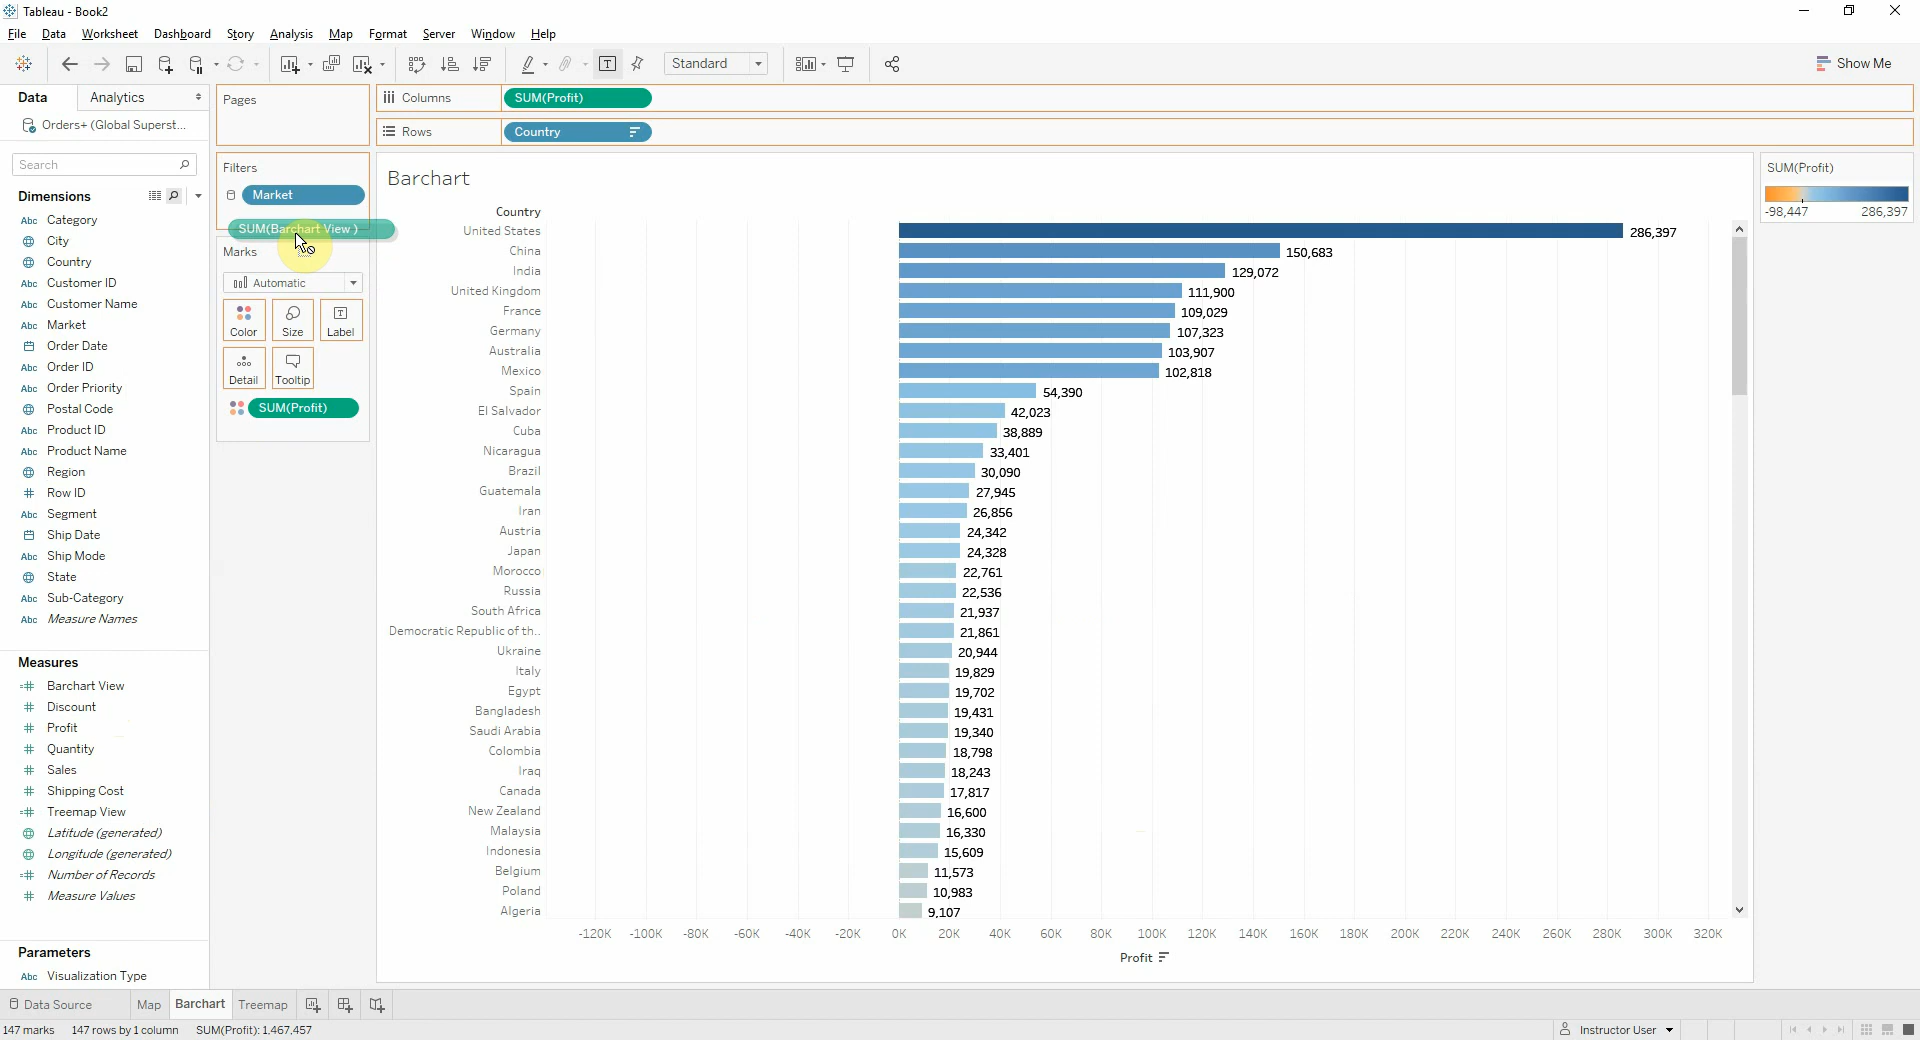 Tableau - Book2
File Data Worksheet Dashboard Story Analysis Map Format Server Window Help
Standard
Show Me
Data Analytics
Orders+ (Global Superst...
Search
Dimensions
Abc Category
City
Country
Abc Customer ID
Abc Customer Name
Abc Market
Order Date
Abc Order ID
Abc Order Priority
Postal Code
Abc Product ID
Abc Product Name
Region
# Row ID
Abc Segment
Ship Date
Abc Ship Mode
State
Abc Sub-Category
Abc Measure Names
Measures
=# Barchart View
# Discount
# Profit
# Quantity
# Sales
# Shipping Cost
=# Treemap View
Latitude (generated)
Longitude (generated)
=# Number of Records
# Measure Values
Parameters
Abc Visualization Type
Pages
Filters
Market
SUM(Barchart View )
Marks
Automatic
Color Size Label
Detail Tooltip
SUM(Profit)
Columns SUM(Profit)
Rows Country
Barchart
Country
United States 286,397
China 150,683
India 129,072
United Kingdom 111,900
France 109,029
Germany 107,323
Australia 103,907
Mexico 102,818
Spain 54,390
El Salvador 42,023
Cuba 38,889
Nicaragua 33,401
Brazil 30,090
Guatemala 27,945
Iran 26,856
Austria 24,342
Japan 24,328
Morocco 22,761
Russia 22,536
South Africa 21,937
Democratic Republic of th.. 21,861
Ukraine 20,944
Italy 19,829
Egypt 19,702
Bangladesh 19,431
Saudi Arabia 19,340
Colombia 18,798
Iraq 18,243
Canada 17,817
New Zealand 16,600
Malaysia 16,330
Indonesia 15,609
Belgium 11,573
Poland 10,983
Algeria 9,107
-120K -100K -80K -60K -40K -20K 0K 20K 40K 60K 80K 100K 120K 140K 160K 180K 200K 220K 240K 260K 280K 300K 320K
Profit
SUM(Profit)
-98,447 286,397
Data Source Map Barchart Treemap
147 marks 147 rows by 1 column SUM(Profit): 1,467,457
Instructor User